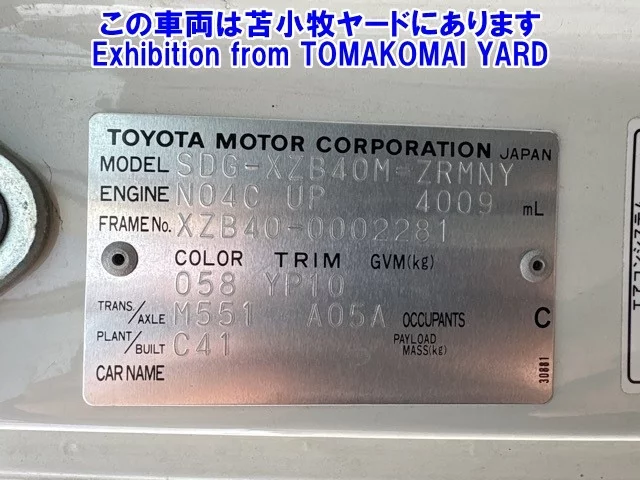 この車両は苫小牧ヤードにあります
Exhibition from TOMAKOMAI YARD
TOYOTA MOTOR CORPORATION JAPAN
MODEL SDG-XZB40M-ZRMNY
ENGINE N04C UP 4009 mL
FRAME No. XZB40-0002281
COLOR TRIM GVM(kg)
058 YP10
TRANS/AXLE M551 A05A OCCUPANTS C
PLANT/BUILT C41 PAYLOAD MASS(kg)
CAR NAME
30881